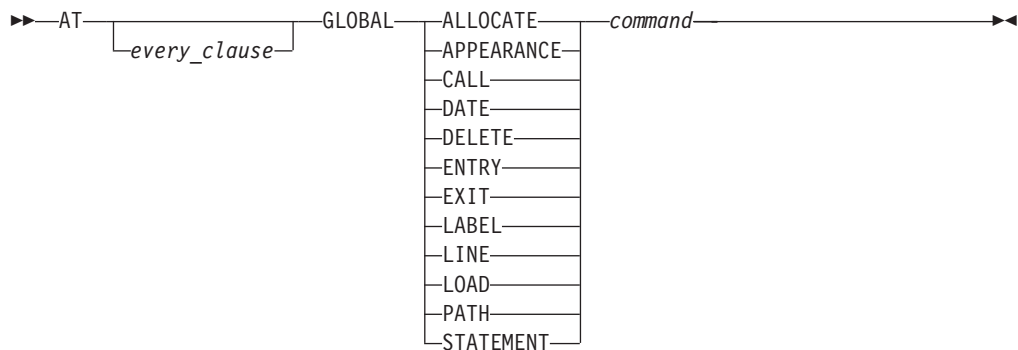 AT GLOBAL ALLOCATE command
every_clause APPEARANCE
CALL
DATE
DELETE
ENTRY
EXIT
LABEL
LINE
LOAD
PATH
STATEMENT